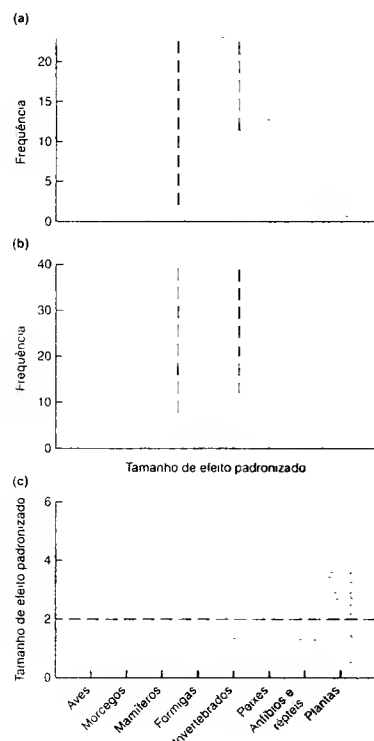 (a)
Frequência
20
15
10
5
0
(b)
Frequência
40
30
20
10
0
Tamanho de efeito padronizado
(c)
Tamanho de efeito padronizado
6
4
2
0
Aves
Morcegos
Mamíferos
Formigas
Invertebrados
Peixes
Anfíbios e
répteis
Plantas